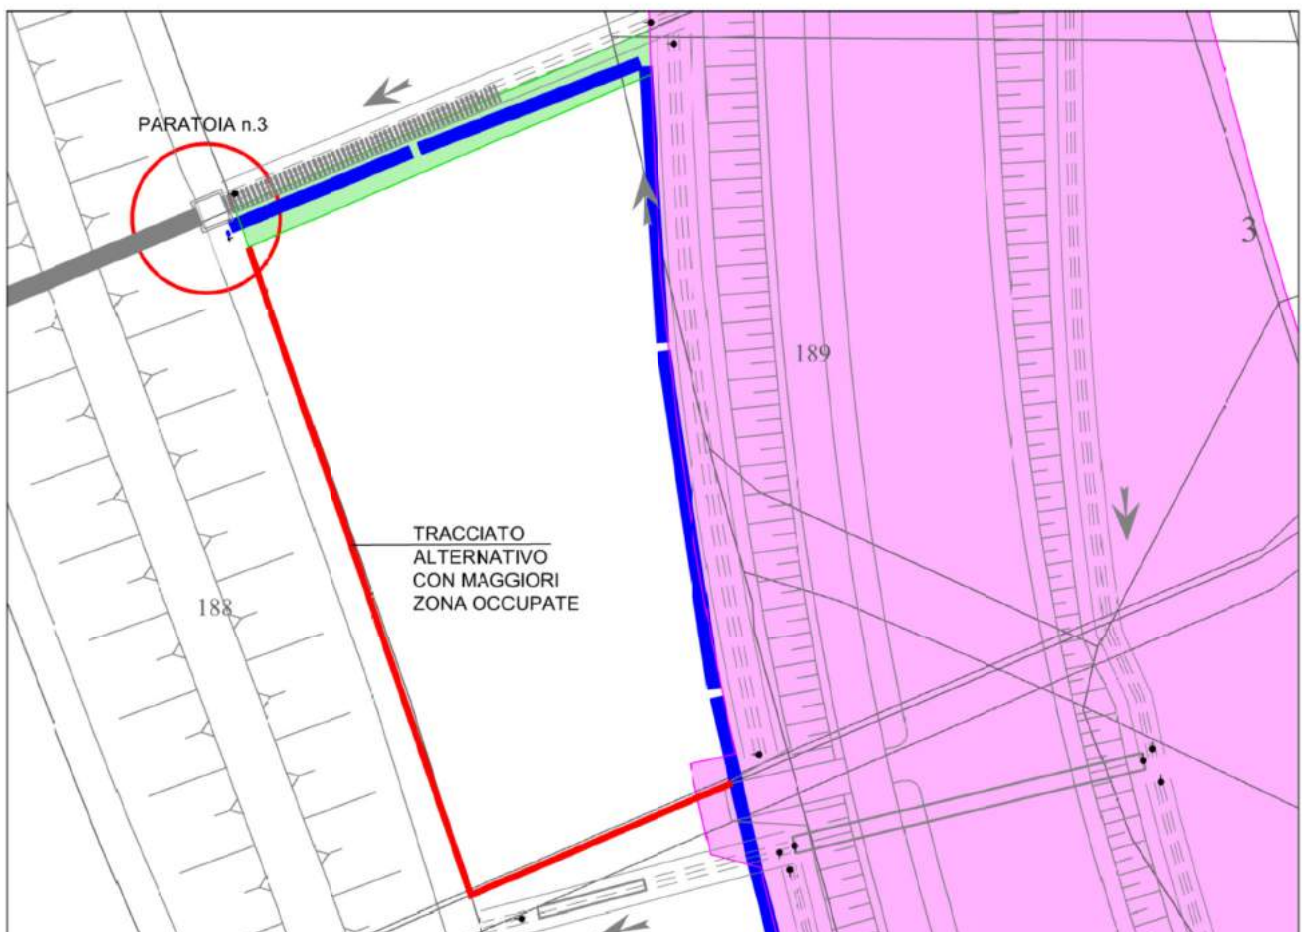 PARATOIA n.3
3
189
TRACCIATO
ALTERNATIVO
CON MAGGIORI
ZONA OCCUPATE
188